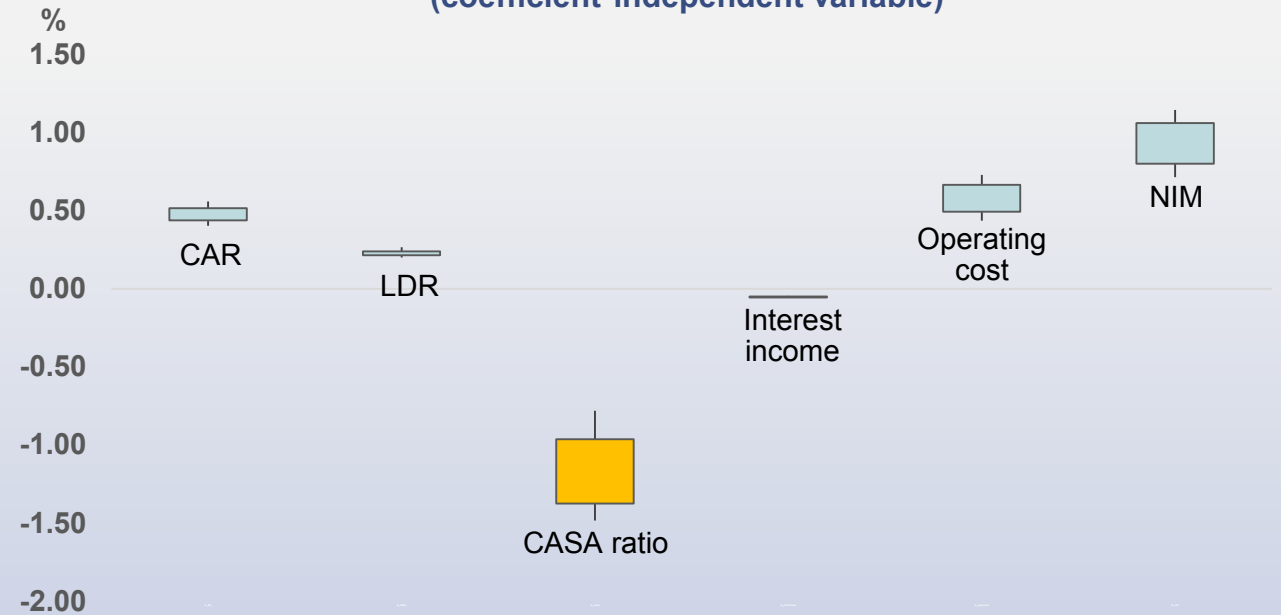 (coefficient*independent variable)
%
1.50
1.00
0.50
0.00
-0.50
-1.00
-1.50
-2.00
CAR
LDR
CASA ratio
Interest
income
Operating
cost
NIM